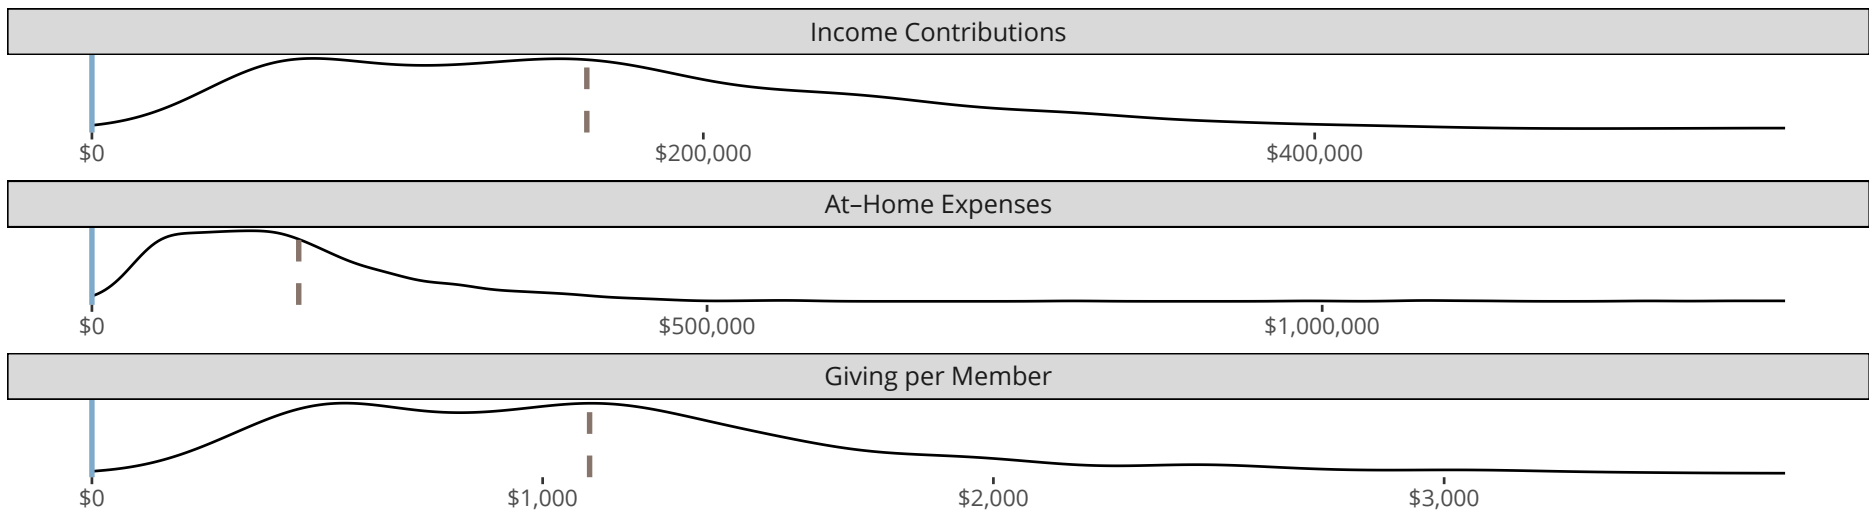 Income Contributions
$0 $200,000 $400,000
At–Home Expenses
$0 $500,000 $1,000,000
Giving per Member
$0 $1,000 $2,000 $3,000